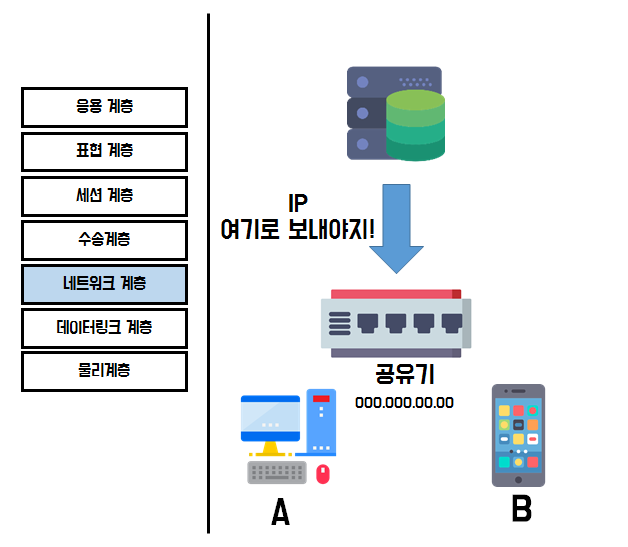 응용 계층
표현 계층
세션 계층
수송계층
네트워크 계층
데이터링크 계층
물리계층
IP
여기로 보내야지!
공유기
000.000.00.00
A
B